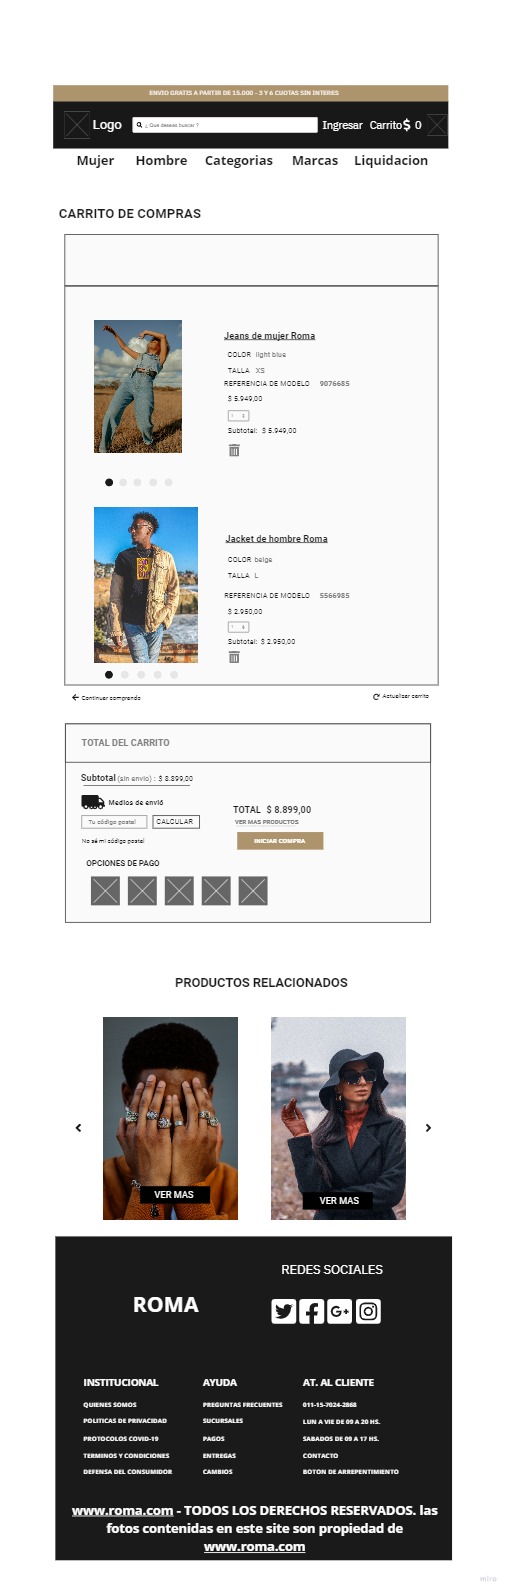 ENVIO GRATIS A PARTIR DE 15.000 - 3 Y 6 CUOTAS SIN INTERES
Logo ¿ Que deseas buscar ? Ingresar Carrito $ 0
Mujer Hombre Categorias Marcas Liquidacion
CARRITO DE COMPRAS
Jeans de mujer Roma
COLOR light blue
TALLA XS
REFERENCIA DE MODELO 9076685
$ 5.949,00
1
Subtotal: $ 5.949,00
Jacket de hombre Roma
COLOR beige
TALLA L
REFERENCIA DE MODELO 5566985
$ 2.950,00
1
Subtotal: $ 2.950,00
Continuar comprando Actualizar carrito
TOTAL DEL CARRITO
Subtotal (sin envio) : $ 8.899,00
Medios de envió
Tu código postal CALCULAR
No sé mi código postal
TOTAL $ 8.899,00
VER MAS PRODUCTOS
INICIAR COMPRA
OPCIONES DE PAGO
PRODUCTOS RELACIONADOS
VER MAS VER MAS
REDES SOCIALES
ROMA
INSTITUCIONAL AYUDA AT. AL CLIENTE
QUIENES SOMOS PREGUNTAS FRECUENTES 011-15-7024-2868
POLITICAS DE PRIVACIDAD SUCURSALES LUN A VIE DE 09 A 20 HS.
PROTOCOLOS COVID-19 PAGOS SABADOS DE 09 A 17 HS.
TERMINOS Y CONDICIONES ENTREGAS CONTACTO
DEFENSA DEL CONSUMIDOR CAMBIOS BOTON DE ARREPENTIMIENTO
www.roma.com - TODOS LOS DERECHOS RESERVADOS. las
fotos contenidas en este site son propiedad de
www.roma.com
miro